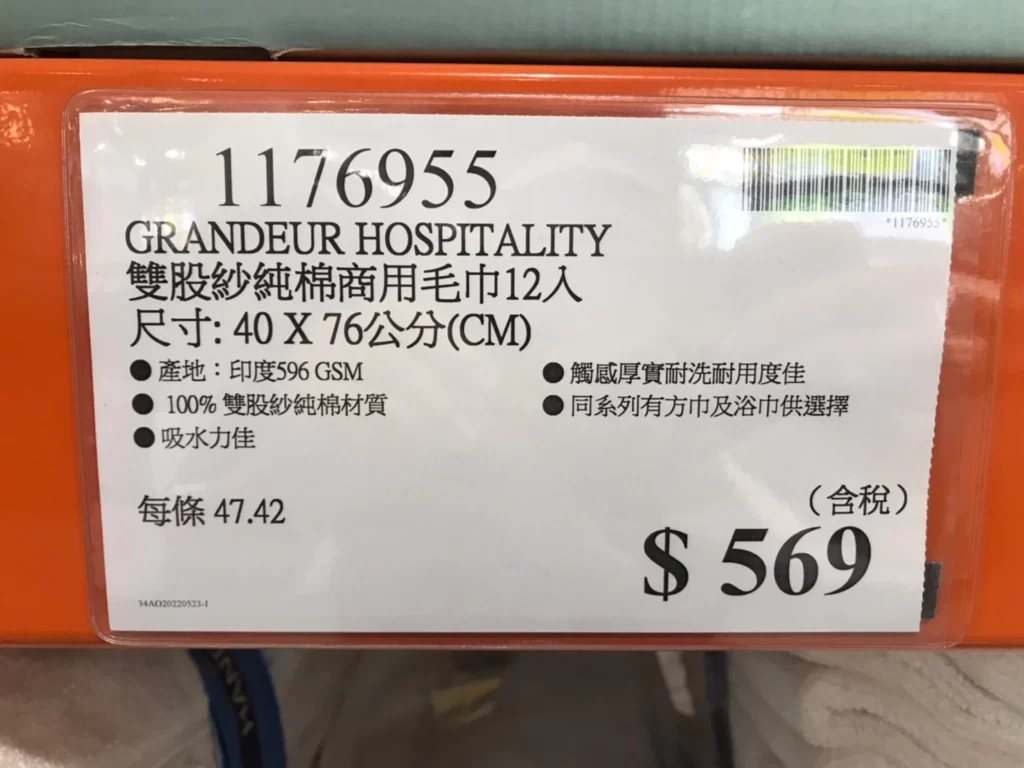 1176955
*1176955*
GRANDEUR HOSPITALITY
雙股紗純棉商用毛巾12入
尺寸: 40 X 76公分(CM)
● 產地：印度596 GSM
● 100% 雙股紗純棉材質
● 吸水力佳
● 觸感厚實耐洗耐用度佳
● 同系列有方巾及浴巾供選擇
每條 47.42
（含稅）
$ 569